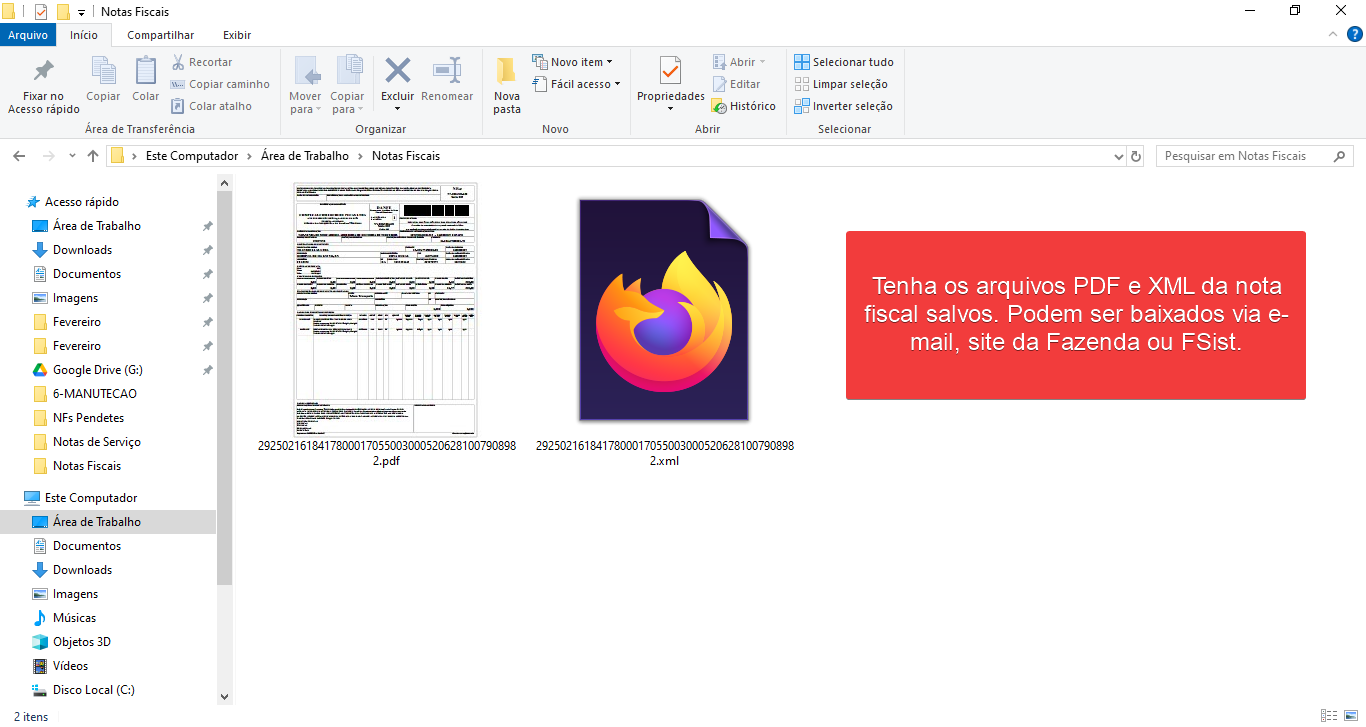 Notas Fiscais
Arquivo
Início
Compartilhar
Exibir
Fixar no
Acesso rápido
Copiar
Colar
Recortar
Copiar caminho
Colar atalho
Área de Transferência
Mover
para
Copiar
para
Excluir
Renomear
Organizar
Nova
pasta
Novo item
Fácil acesso
Novo
Propriedades
Abrir
Editar
Histórico
Abrir
Selecionar tudo
Limpar seleção
Inverter seleção
Selecionar
Este Computador
Área de Trabalho
Notas Fiscais
Pesquisar em Notas Fiscais
Acesso rápido
Área de Trabalho
Downloads
Documentos
Imagens
Fevereiro
Fevereiro
Google Drive (G:)
6-MANUTECAO
NFs Pendetes
Notas de Serviço
Notas Fiscais
Este Computador
Área de Trabalho
Documentos
Downloads
Imagens
Músicas
Objetos 3D
Vídeos
Disco Local (C:)
DANFE
2925021618417800017055003000520628100790898
2.pdf
2925021618417800017055003000520628100790898
2.xml
Tenha os arquivos PDF e XML da nota
fiscal salvos. Podem ser baixados via e-
mail, site da Fazenda ou FSist.
2 itens